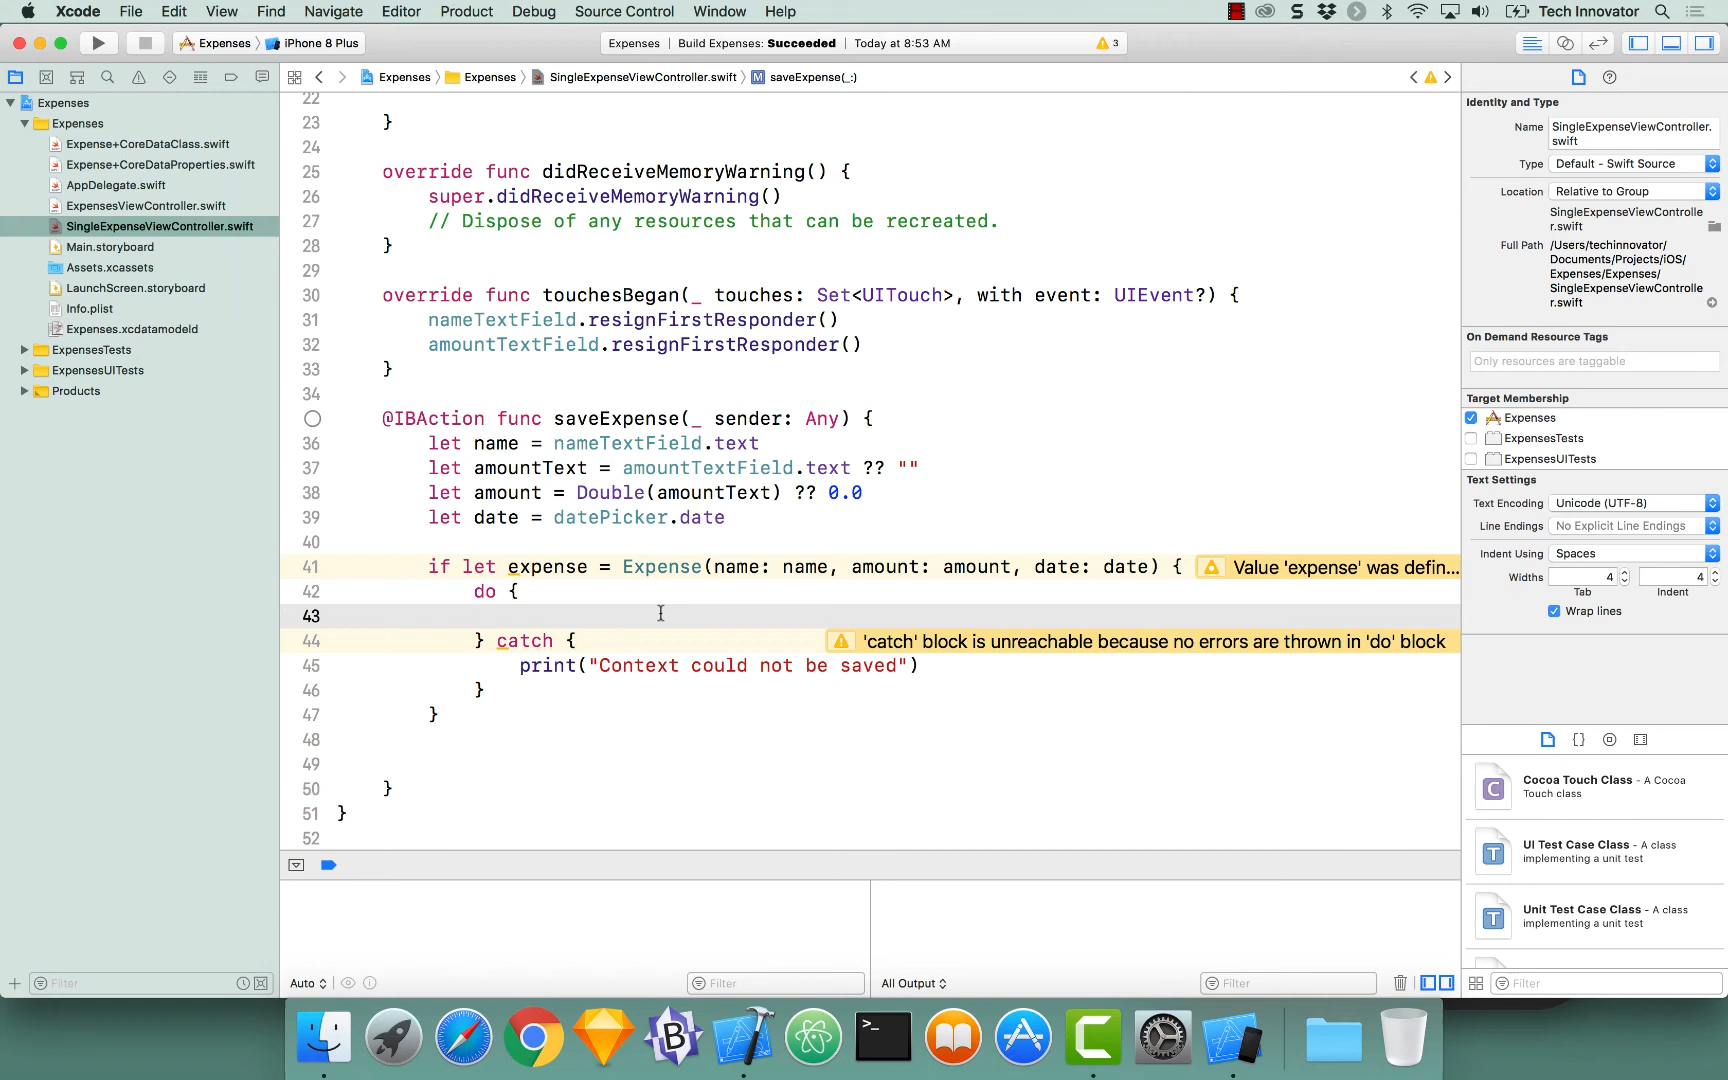 Xcode File Edit View Find Navigate Editor Product Debug Source Control Window Help
Tech Innovator
Expenses iPhone 8 Plus
Expenses | Build Expenses: Succeeded | Today at 8:53 AM
3
Expenses Expenses SingleExpenseViewController.swift M saveExpense(_:)
Expenses
Expenses
Expense+CoreDataClass.swift
Expense+CoreDataProperties.swift
AppDelegate.swift
ExpensesViewController.swift
SingleExpenseViewController.swift
Main.storyboard
Assets.xcassets
LaunchScreen.storyboard
Info.plist
Expenses.xcdatamodeld
ExpensesTests
ExpensesUITests
Products
Filter
22
23 }
24
25 override func didReceiveMemoryWarning() {
26 super.didReceiveMemoryWarning()
27 // Dispose of any resources that can be recreated.
28 }
29
30 override func touchesBegan(_ touches: Set<UITouch>, with event: UIEvent?) {
31 nameTextField.resignFirstResponder()
32 amountTextField.resignFirstResponder()
33 }
34
@IBAction func saveExpense(_ sender: Any) {
36 let name = nameTextField.text
37 let amountText = amountTextField.text ?? ""
38 let amount = Double(amountText) ?? 0.0
39 let date = datePicker.date
40
41 if let expense = Expense(name: name, amount: amount, date: date) { Value 'expense' was defin...
42 do {
43
44 } catch { 'catch' block is unreachable because no errors are thrown in 'do' block
45 print("Context could not be saved")
46 }
47 }
48
49
50 }
51 }
52
Auto
Filter
All Output
Filter
Identity and Type
Name SingleExpenseViewController.
swift
Type Default - Swift Source
Location Relative to Group
SingleExpenseViewControlle
r.swift
Full Path /Users/techinnovator/
Documents/Projects/iOS/
Expenses/Expenses/
SingleExpenseViewControlle
r.swift
On Demand Resource Tags
Only resources are taggable
Target Membership
Expenses
ExpensesTests
ExpensesUITests
Text Settings
Text Encoding Unicode (UTF-8)
Line Endings No Explicit Line Endings
Indent Using Spaces
Widths 4 4
Tab Indent
Wrap lines
{}
C
Cocoa Touch Class - A Cocoa
Touch class
T
UI Test Case Class - A class
implementing a unit test
T
Unit Test Case Class - A class
implementing a unit test
Filter